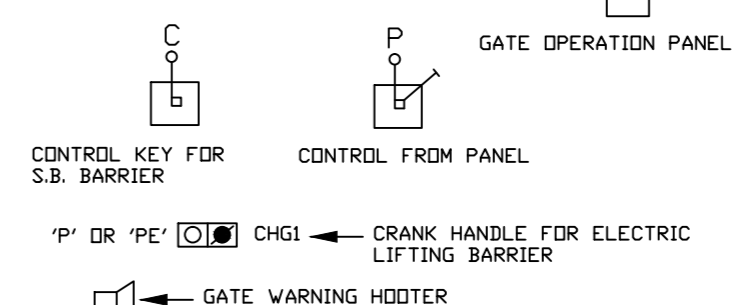 C
P
GATE OPERATION PANEL
CONTROL KEY FOR
S.B. BARRIER
CONTROL FROM PANEL
'P' OR 'PE'
CHG1
CRANK HANDLE FOR ELECTRIC
LIFTING BARRIER
GATE WARNING HOOTER